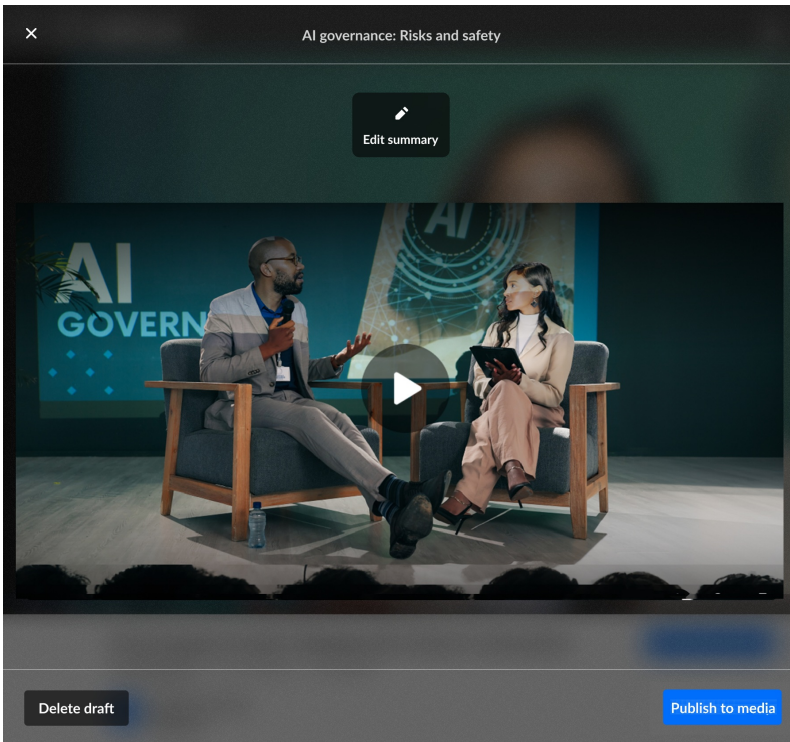 AI governance: Risks and safety
Edit summary
AI
AI
GOVERN
Delete draft
Publish to media